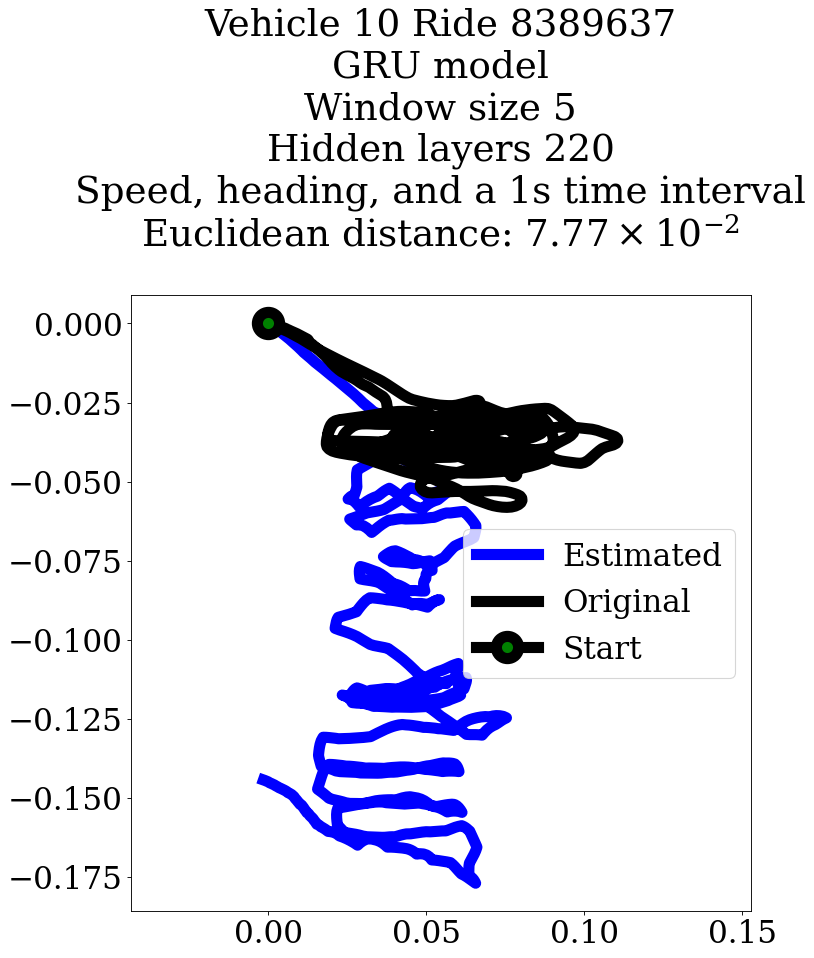 Vehicle 10 Ride 8389637
GRU model
Window size 5
Hidden layers 220
Speed, heading, and a 1s time interval
Euclidean distance: 7.77 × 10⁻²
0.000
−0.025
−0.050
−0.075
−0.100
−0.125
−0.150
−0.175
Estimated
Original
Start
0.00 0.05 0.10 0.15